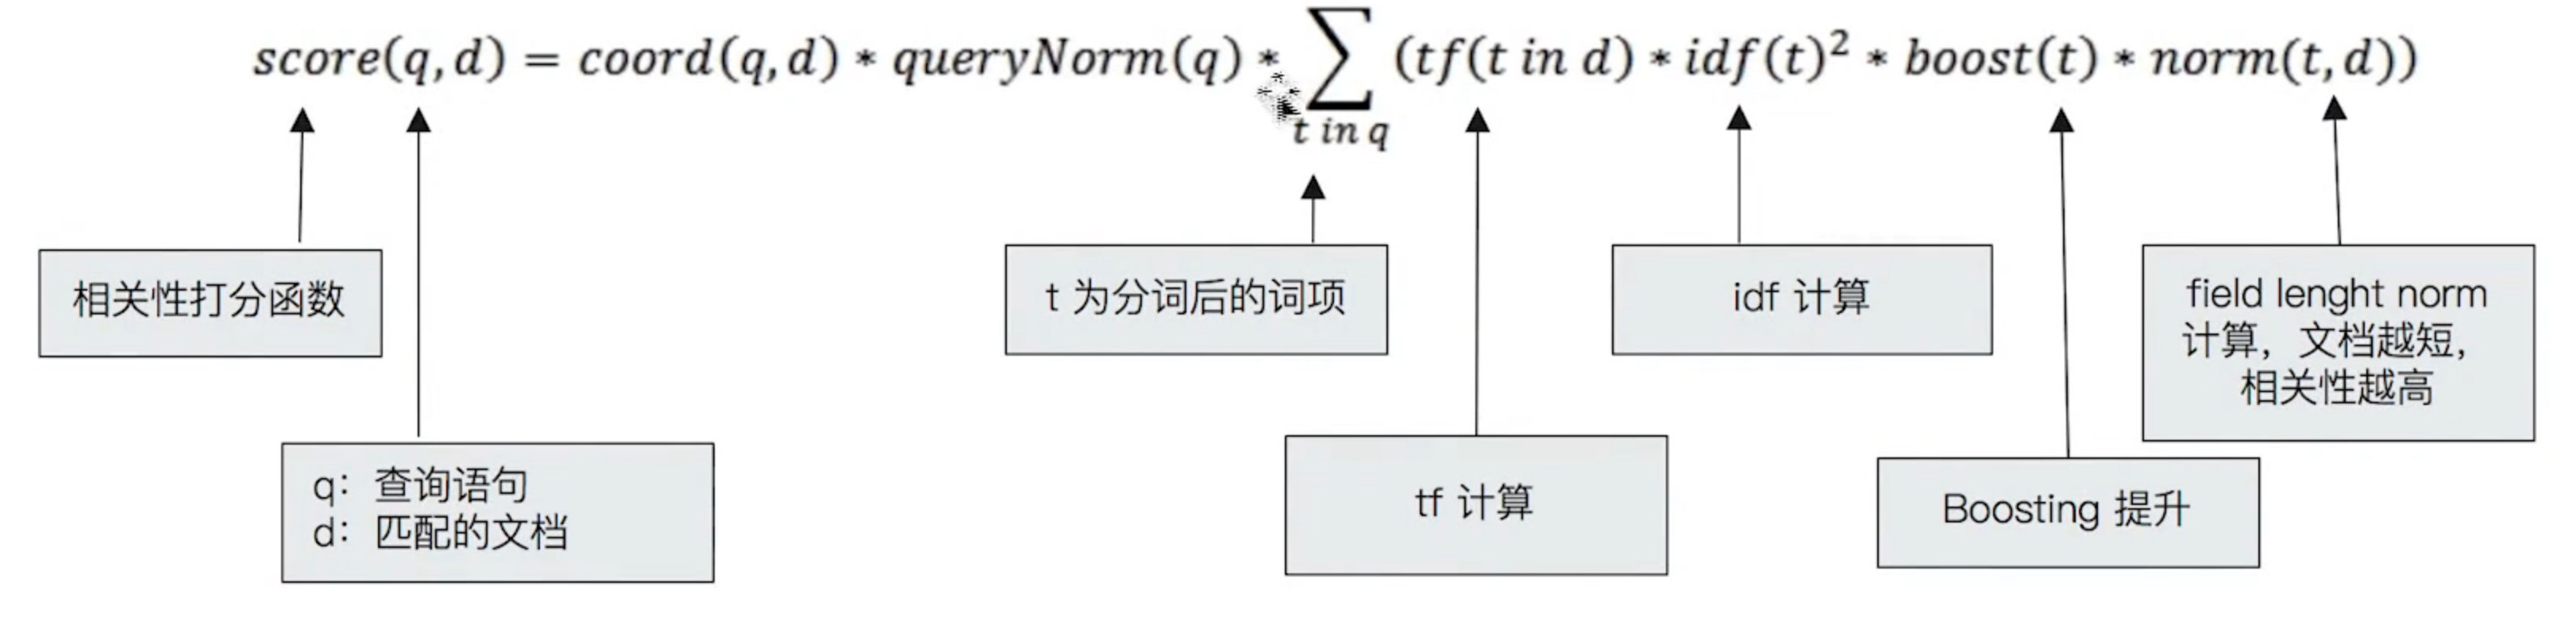 score(q,d) = coord(q,d) * queryNorm(q) * ∑ (tf(t in d) * idf(t)² * boost(t) * norm(t,d))
t in q
相关性打分函数
t 为分词后的词项
idf 计算
field lenght norm
计算，文档越短，
相关性越高
q：查询语句
d：匹配的文档
tf 计算
Boosting 提升